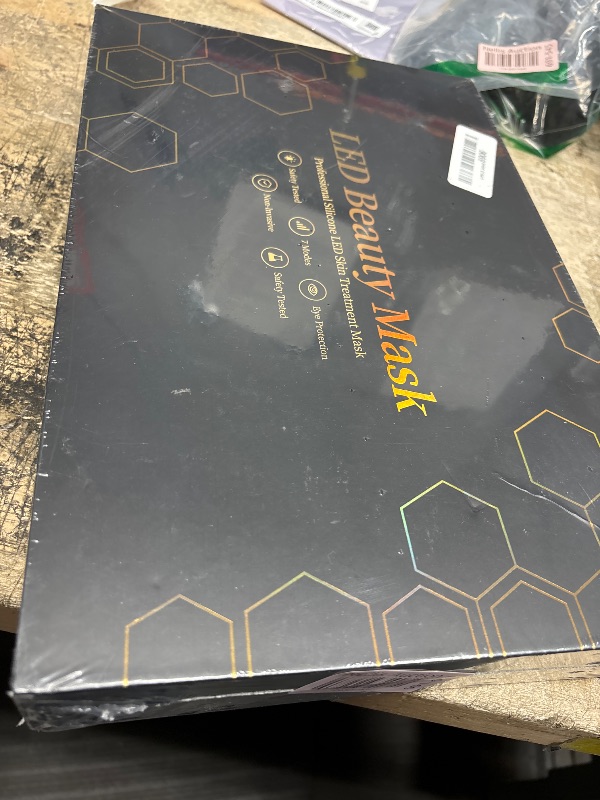 LED Beauty Mask
Professional Silicone LED Skin Treatment Mask
Safety Tested
7 Modes
Eye Protection
Non-Invasive
Safety Tested